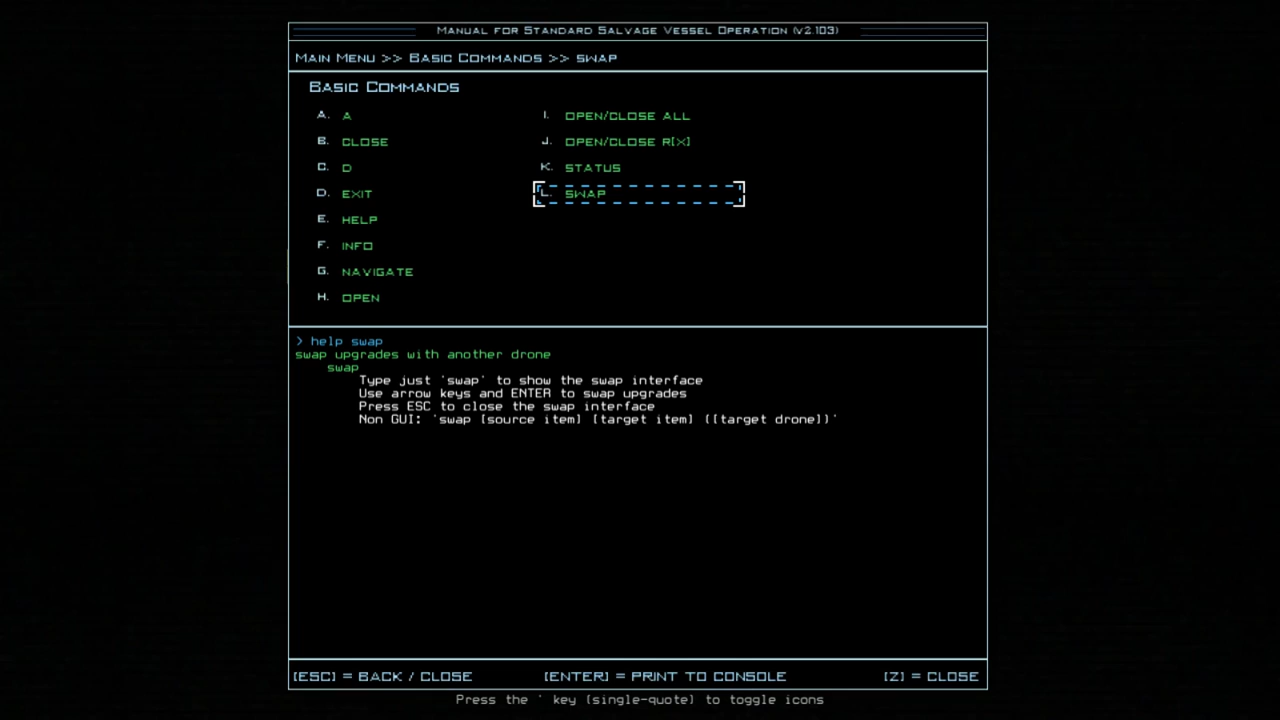 Manual for Standard Salvage Vessel Operation (v2.103)
Main Menu >> Basic Commands >> swap
Basic Commands
A. A
B. CLOSE
C. D
D. EXIT
E. HELP
F. INFO
G. NAVIGATE
H. OPEN
I. OPEN/CLOSE ALL
J. OPEN/CLOSE R[X]
K. STATUS
L. SWAP
> help swap
swap upgrades with another drone
swap
Type just 'swap' to show the swap interface
Use arrow keys and ENTER to swap upgrades
Press ESC to close the swap interface
Non GUI: 'swap [source item] [target item] ([target drone])'
[ESC] = BACK / CLOSE
[ENTER] = PRINT TO CONSOLE
[Z] = CLOSE
Press the ' key (single-quote) to toggle icons